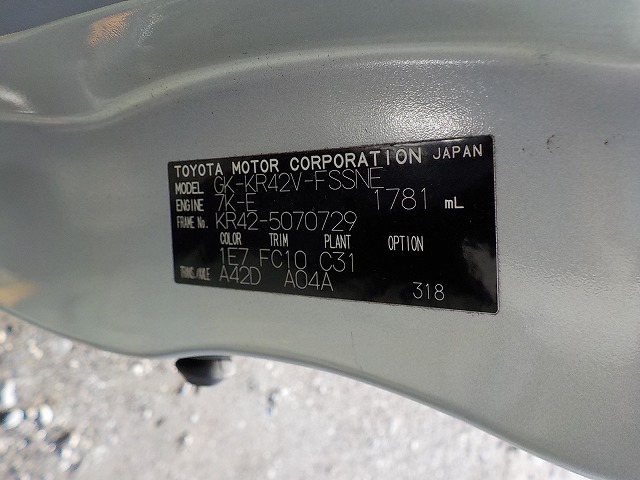 TOYOTA MOTOR CORPORATION JAPAN
MODEL GK-KR42V-FSSNE
ENGINE 7K-E 1781 mL
FRAME No. KR42-5070729
COLOR TRIM PLANT OPTION
1E7 FC10 C31
TRANS./AXLE A42D A04A 318